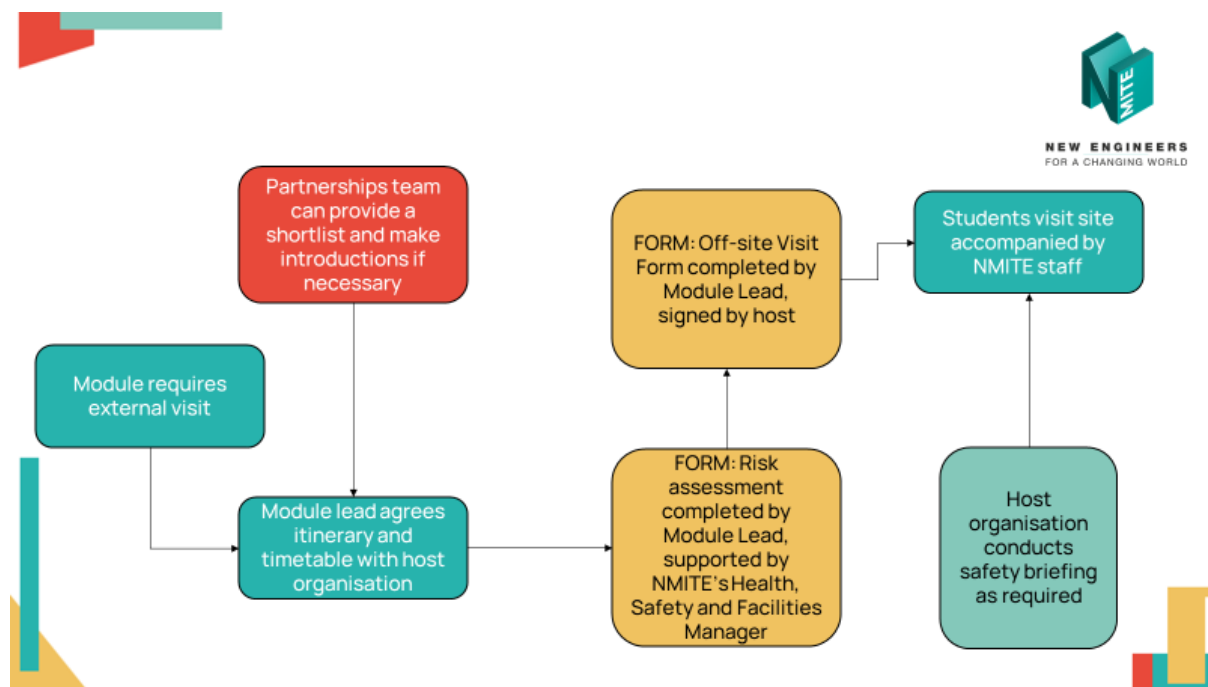 MITE
NEW ENGINEERS
FOR A CHANGING WORLD
Partnerships team
can provide a
shortlist and make
introductions if
necessary
Module requires
external visit
Module lead agrees
itinerary and
timetable with host
organisation
FORM: Risk
assessment
completed by
Module Lead,
supported by
NMITE's Health,
Safety and Facilities
Manager
FORM: Off-site Visit
Form completed by
Module Lead,
signed by host
Students visit site
accompanied by
NMITE staff
Host
organisation
conducts
safety briefing
as required